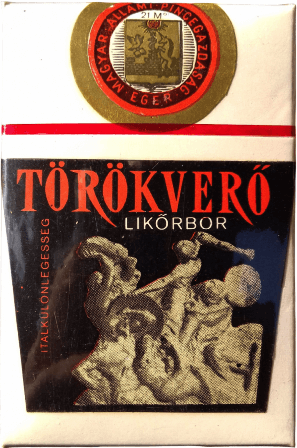 MAGYAR ÁLLAMI PINCEGAZDASÁG
21 M
EGER
TÖRÖKVERŐ
LIKŐRBOR
ITALKÜLÖNLEGESSÉG